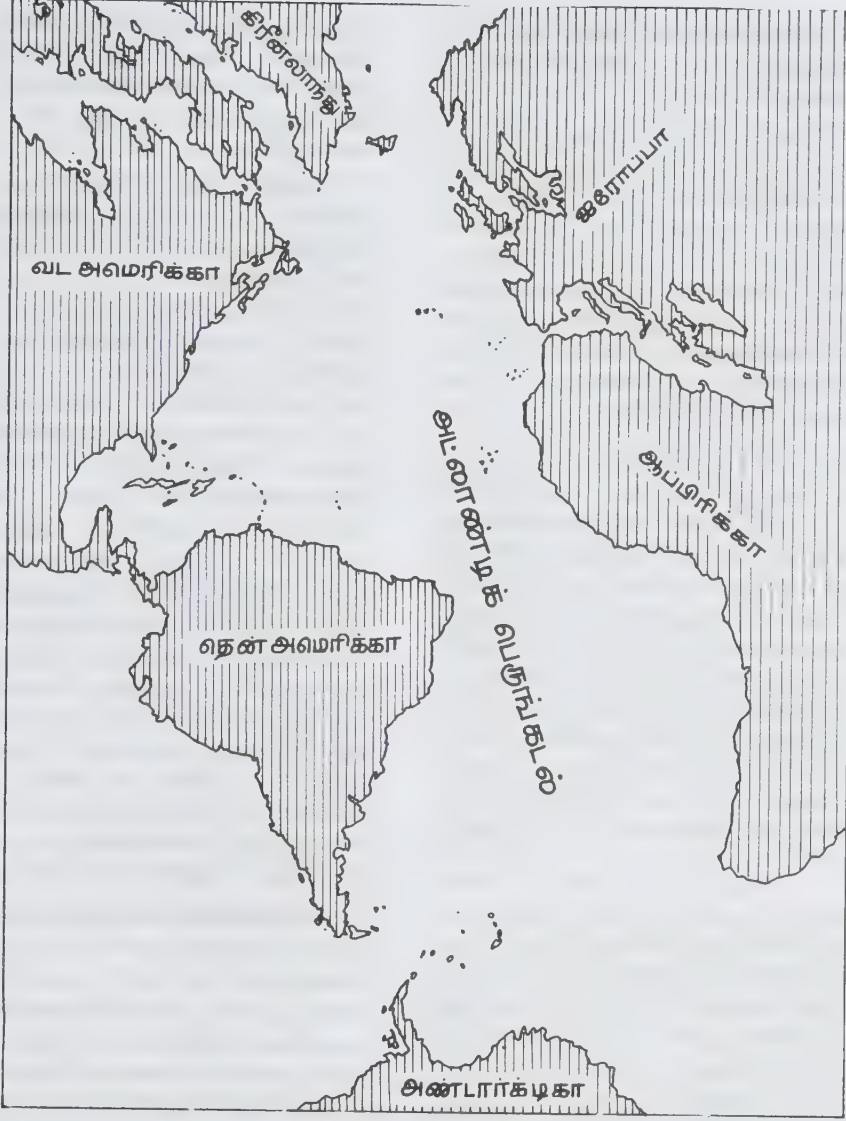 கிரீன்லாந்து
ஐரோப்பா
வட அமெரிக்கா
ஆப்பிரிக்கா
அட்லாண்டிக் பெருங்கடல்
தென் அமெரிக்கா
அண்டார்க்டிகா